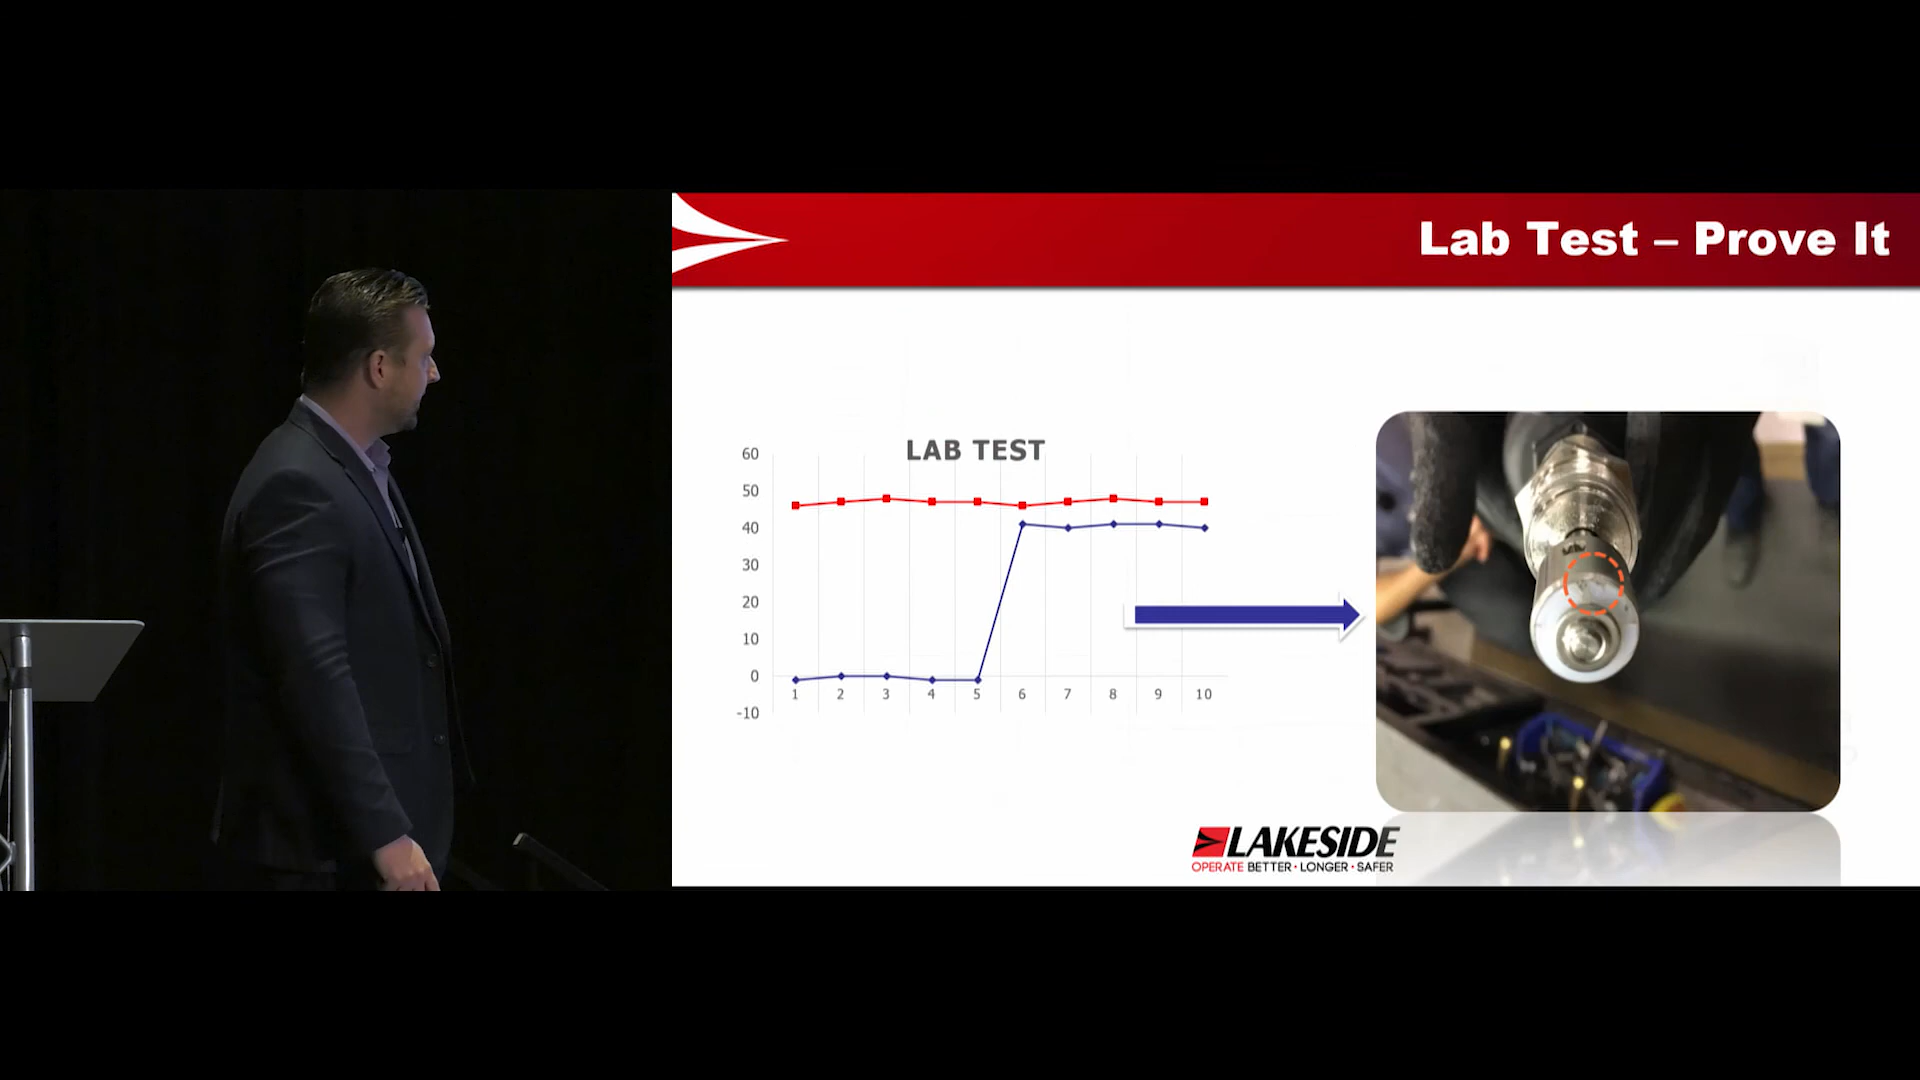 Lab Test – Prove It
LAB TEST
60
50
40
30
20
10
0
-10
1 2 3 4 5 6 7 8 9 10
LAKESIDE
OPERATE BETTER · LONGER · SAFER